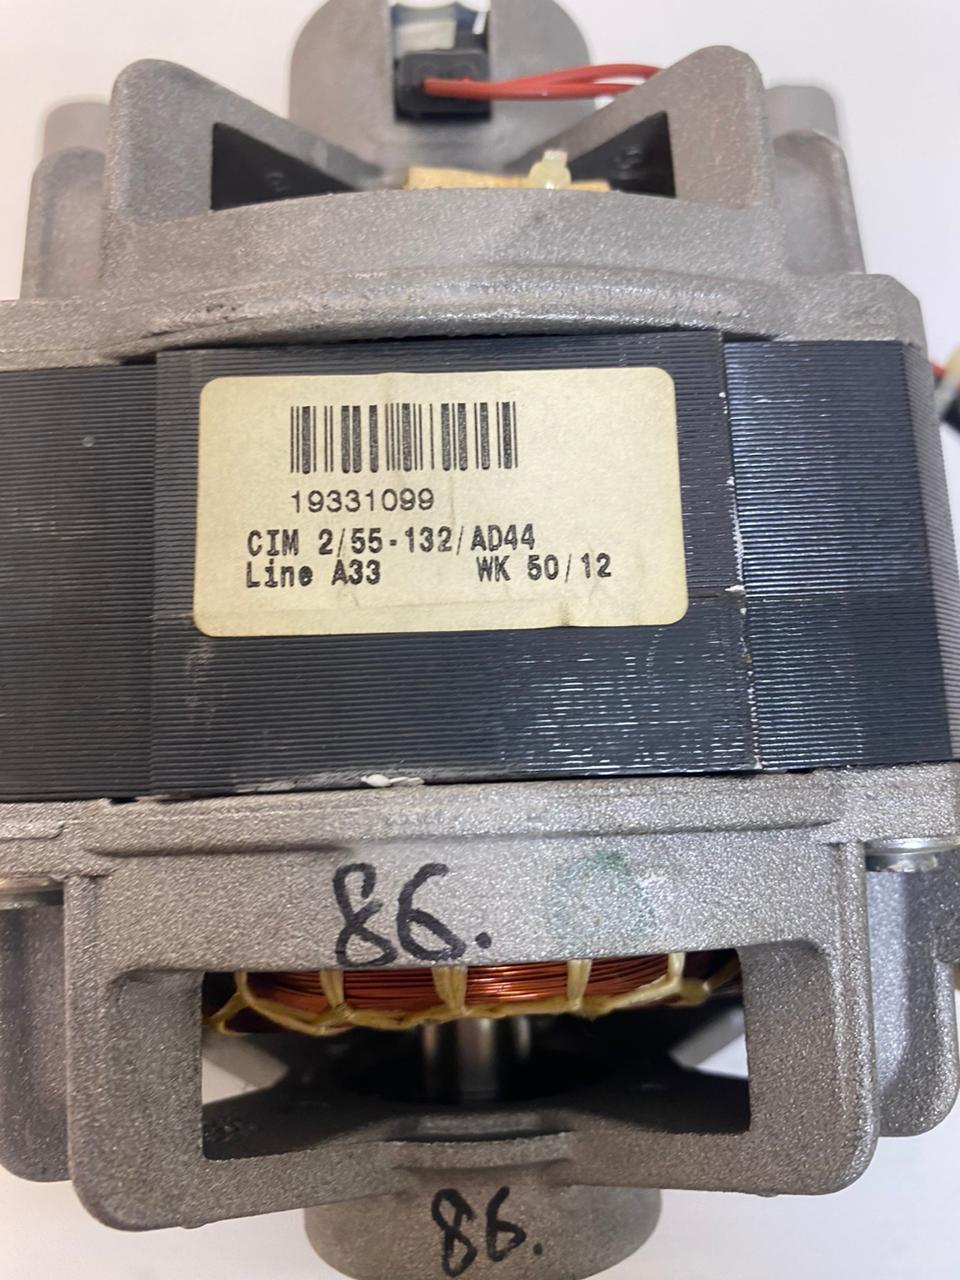 19331099
CIM 2/55-132/AD44
Line A33 WK 50/12
86.
86.